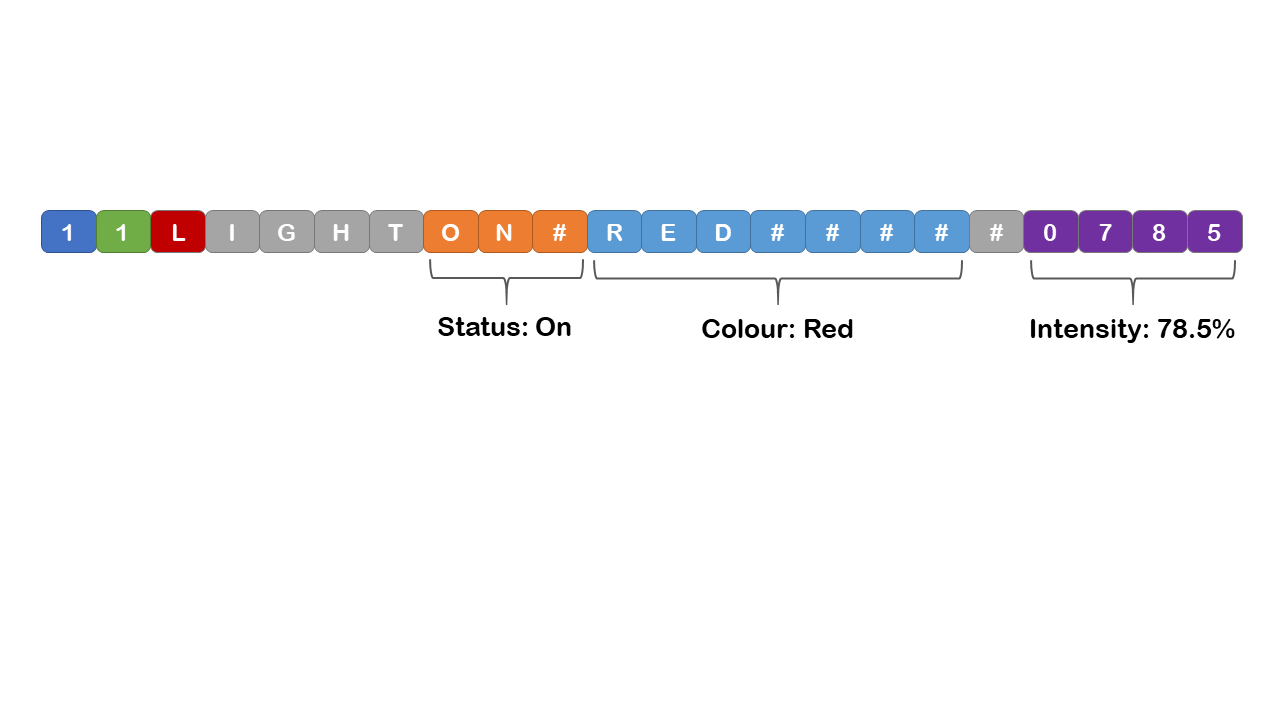 1 1 L I G H T O N # R E D # # # # # 0 7 8 5
Status: On
Colour: Red
Intensity: 78.5%